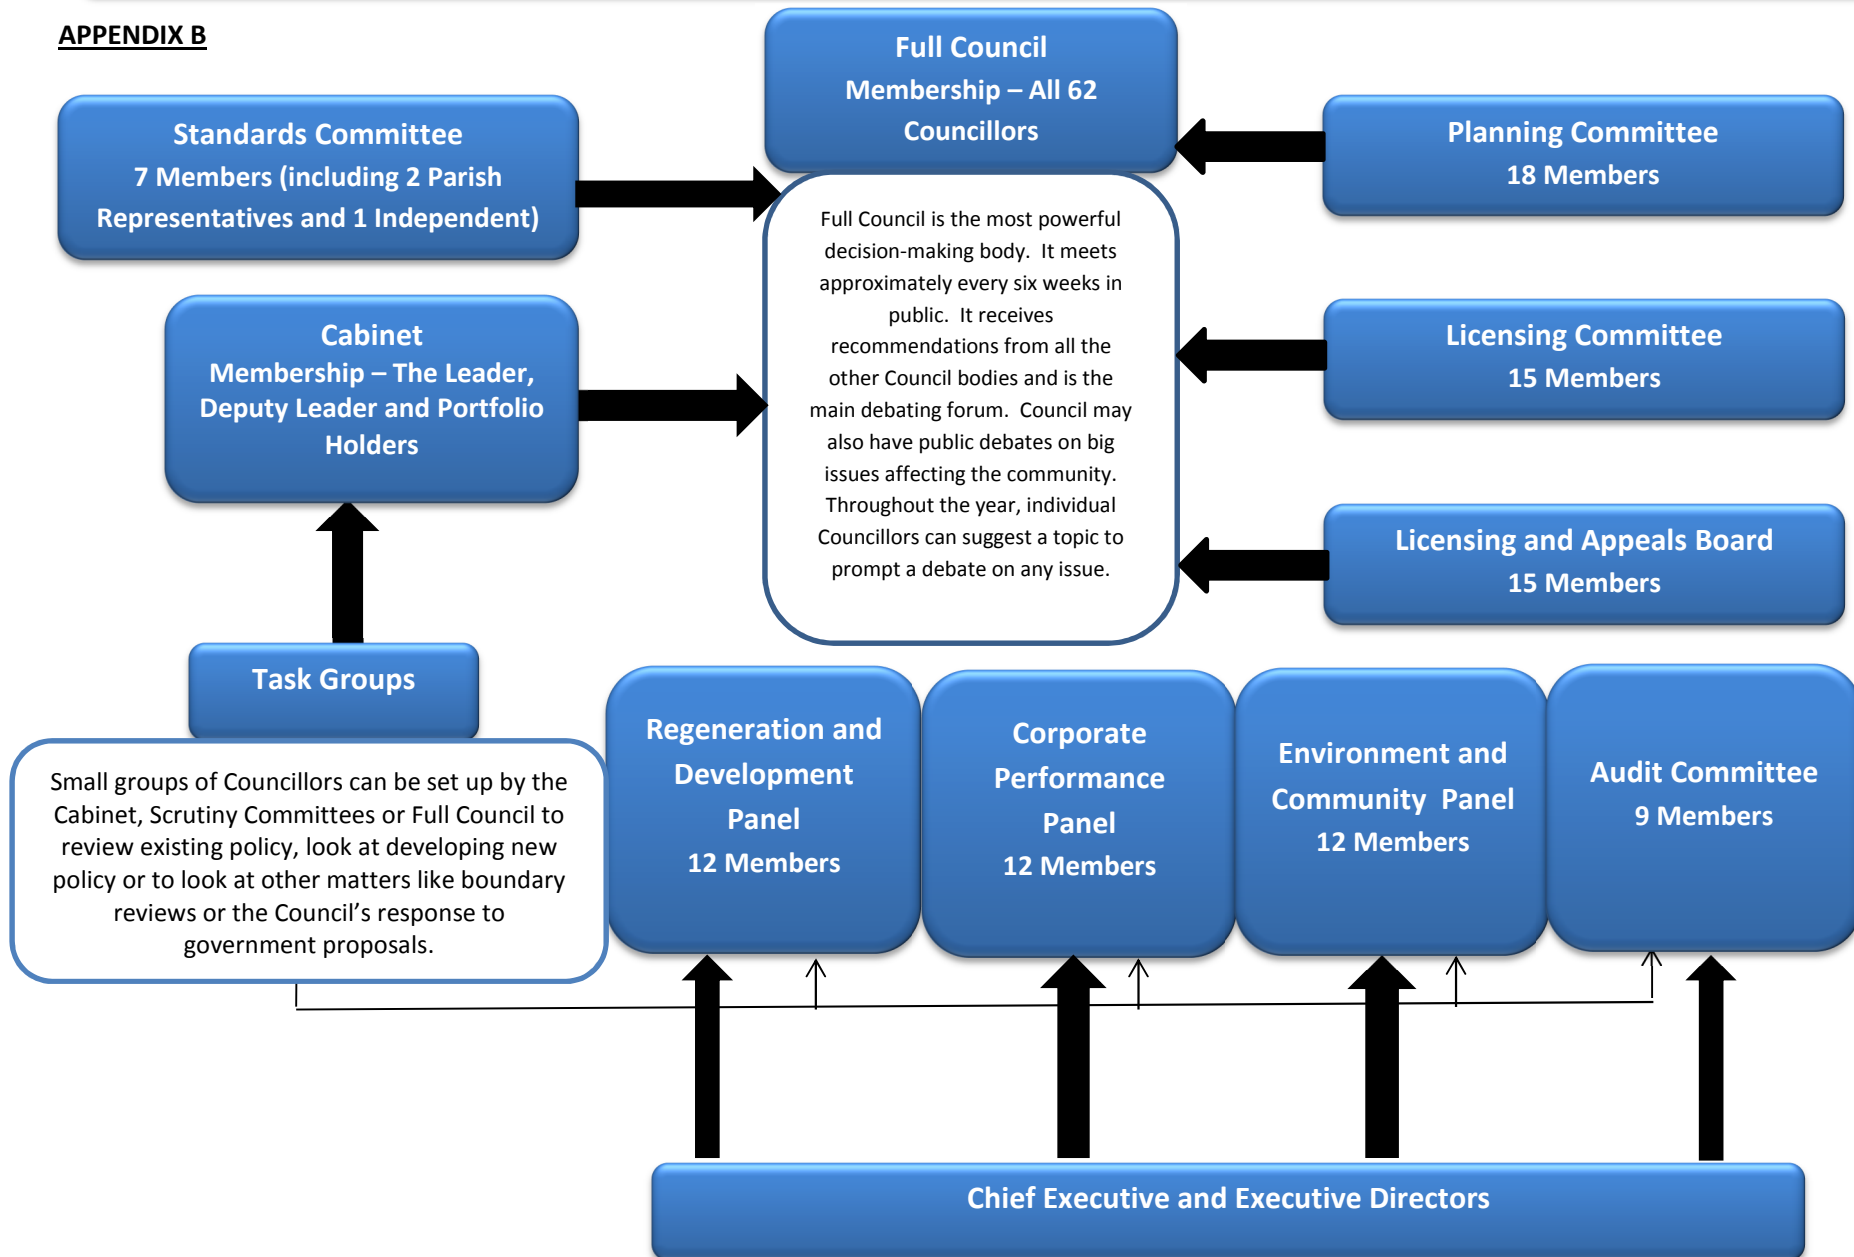 APPENDIX B
Full Council
Membership – All 62
Councillors
Standards Committee
7 Members (including 2 Parish
Representatives and 1 Independent)
Planning Committee
18 Members
Full Council is the most powerful
decision-making body.  It meets
approximately every six weeks in
public.  It receives
recommendations from all the
other Council bodies and is the
main debating forum.  Council may
also have public debates on big
issues affecting the community.
Throughout the year, individual
Councillors can suggest a topic to
prompt a debate on any issue.
Cabinet
Membership – The Leader,
Deputy Leader and Portfolio
Holders
Licensing Committee
15 Members
Licensing and Appeals Board
15 Members
Task Groups
Small groups of Councillors can be set up by the
Cabinet, Scrutiny Committees or Full Council to
review existing policy, look at developing new
policy or to look at other matters like boundary
reviews or the Council’s response to
government proposals.
Regeneration and
Development
Panel
12 Members
Corporate
Performance
Panel
12 Members
Environment and
Community  Panel
12 Members
Audit Committee
9 Members
Chief Executive and Executive Directors